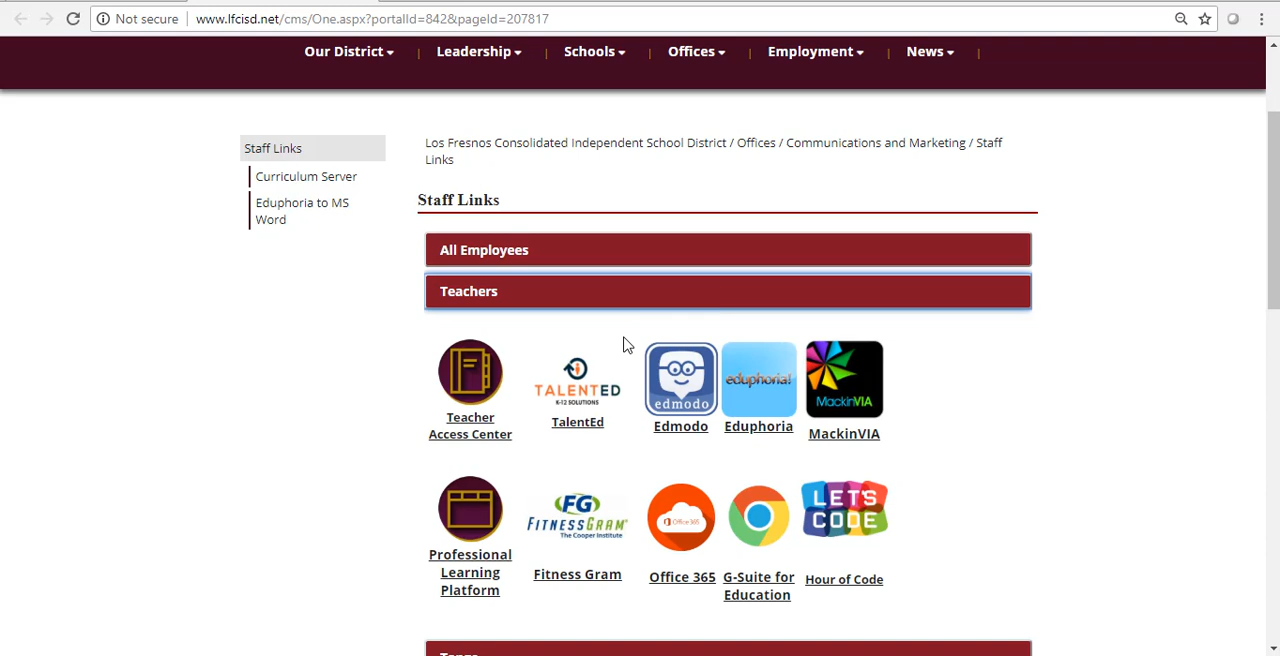 Not secure | www.lfcisd.net/cms/One.aspx?portalId=842&pageId=207817
Our District | Leadership | Schools | Offices | Employment | News |
Staff Links
Curriculum Server
Eduphoria to MS
Word
Los Fresnos Consolidated Independent School District / Offices / Communications and Marketing / Staff
Links
Staff Links
All Employees
Teachers
TALENTED
K-12 SOLUTIONS
edmodo
eduphoria!
MackinVIA
Teacher
Access Center
TalentEd
Edmodo
Eduphoria
MackinVIA
FG
FITNESSGRAM
The Cooper Institute
Office 365
LET'S
CODE
Professional
Learning
Platform
Fitness Gram
Office 365
G-Suite for
Education
Hour of Code